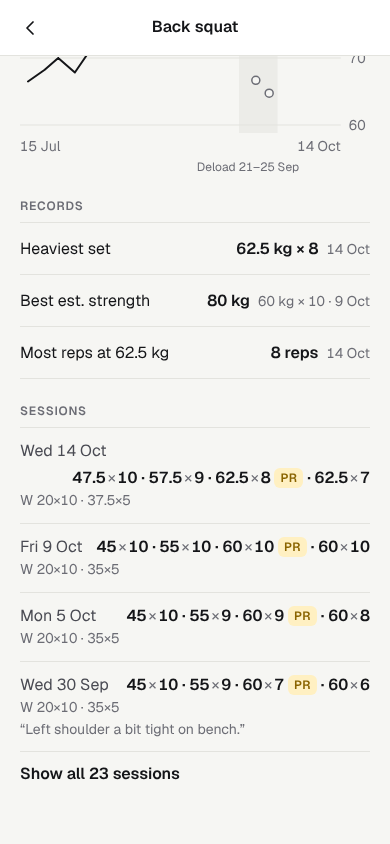 Back squat
70
60
15 Jul 14 Oct
Deload 21–25 Sep
RECORDS
Heaviest set 62.5 kg × 8 14 Oct
Best est. strength 80 kg 60 kg × 10 · 9 Oct
Most reps at 62.5 kg 8 reps 14 Oct
SESSIONS
Wed 14 Oct
47.5×10 · 57.5×9 · 62.5×8 PR · 62.5×7
W 20×10 · 37.5×5
Fri 9 Oct 45×10 · 55×10 · 60×10 PR · 60×10
W 20×10 · 35×5
Mon 5 Oct 45×10 · 55×9 · 60×9 PR · 60×8
W 20×10 · 35×5
Wed 30 Sep 45×10 · 55×9 · 60×7 PR · 60×6
W 20×10 · 35×5
“Left shoulder a bit tight on bench.”
Show all 23 sessions